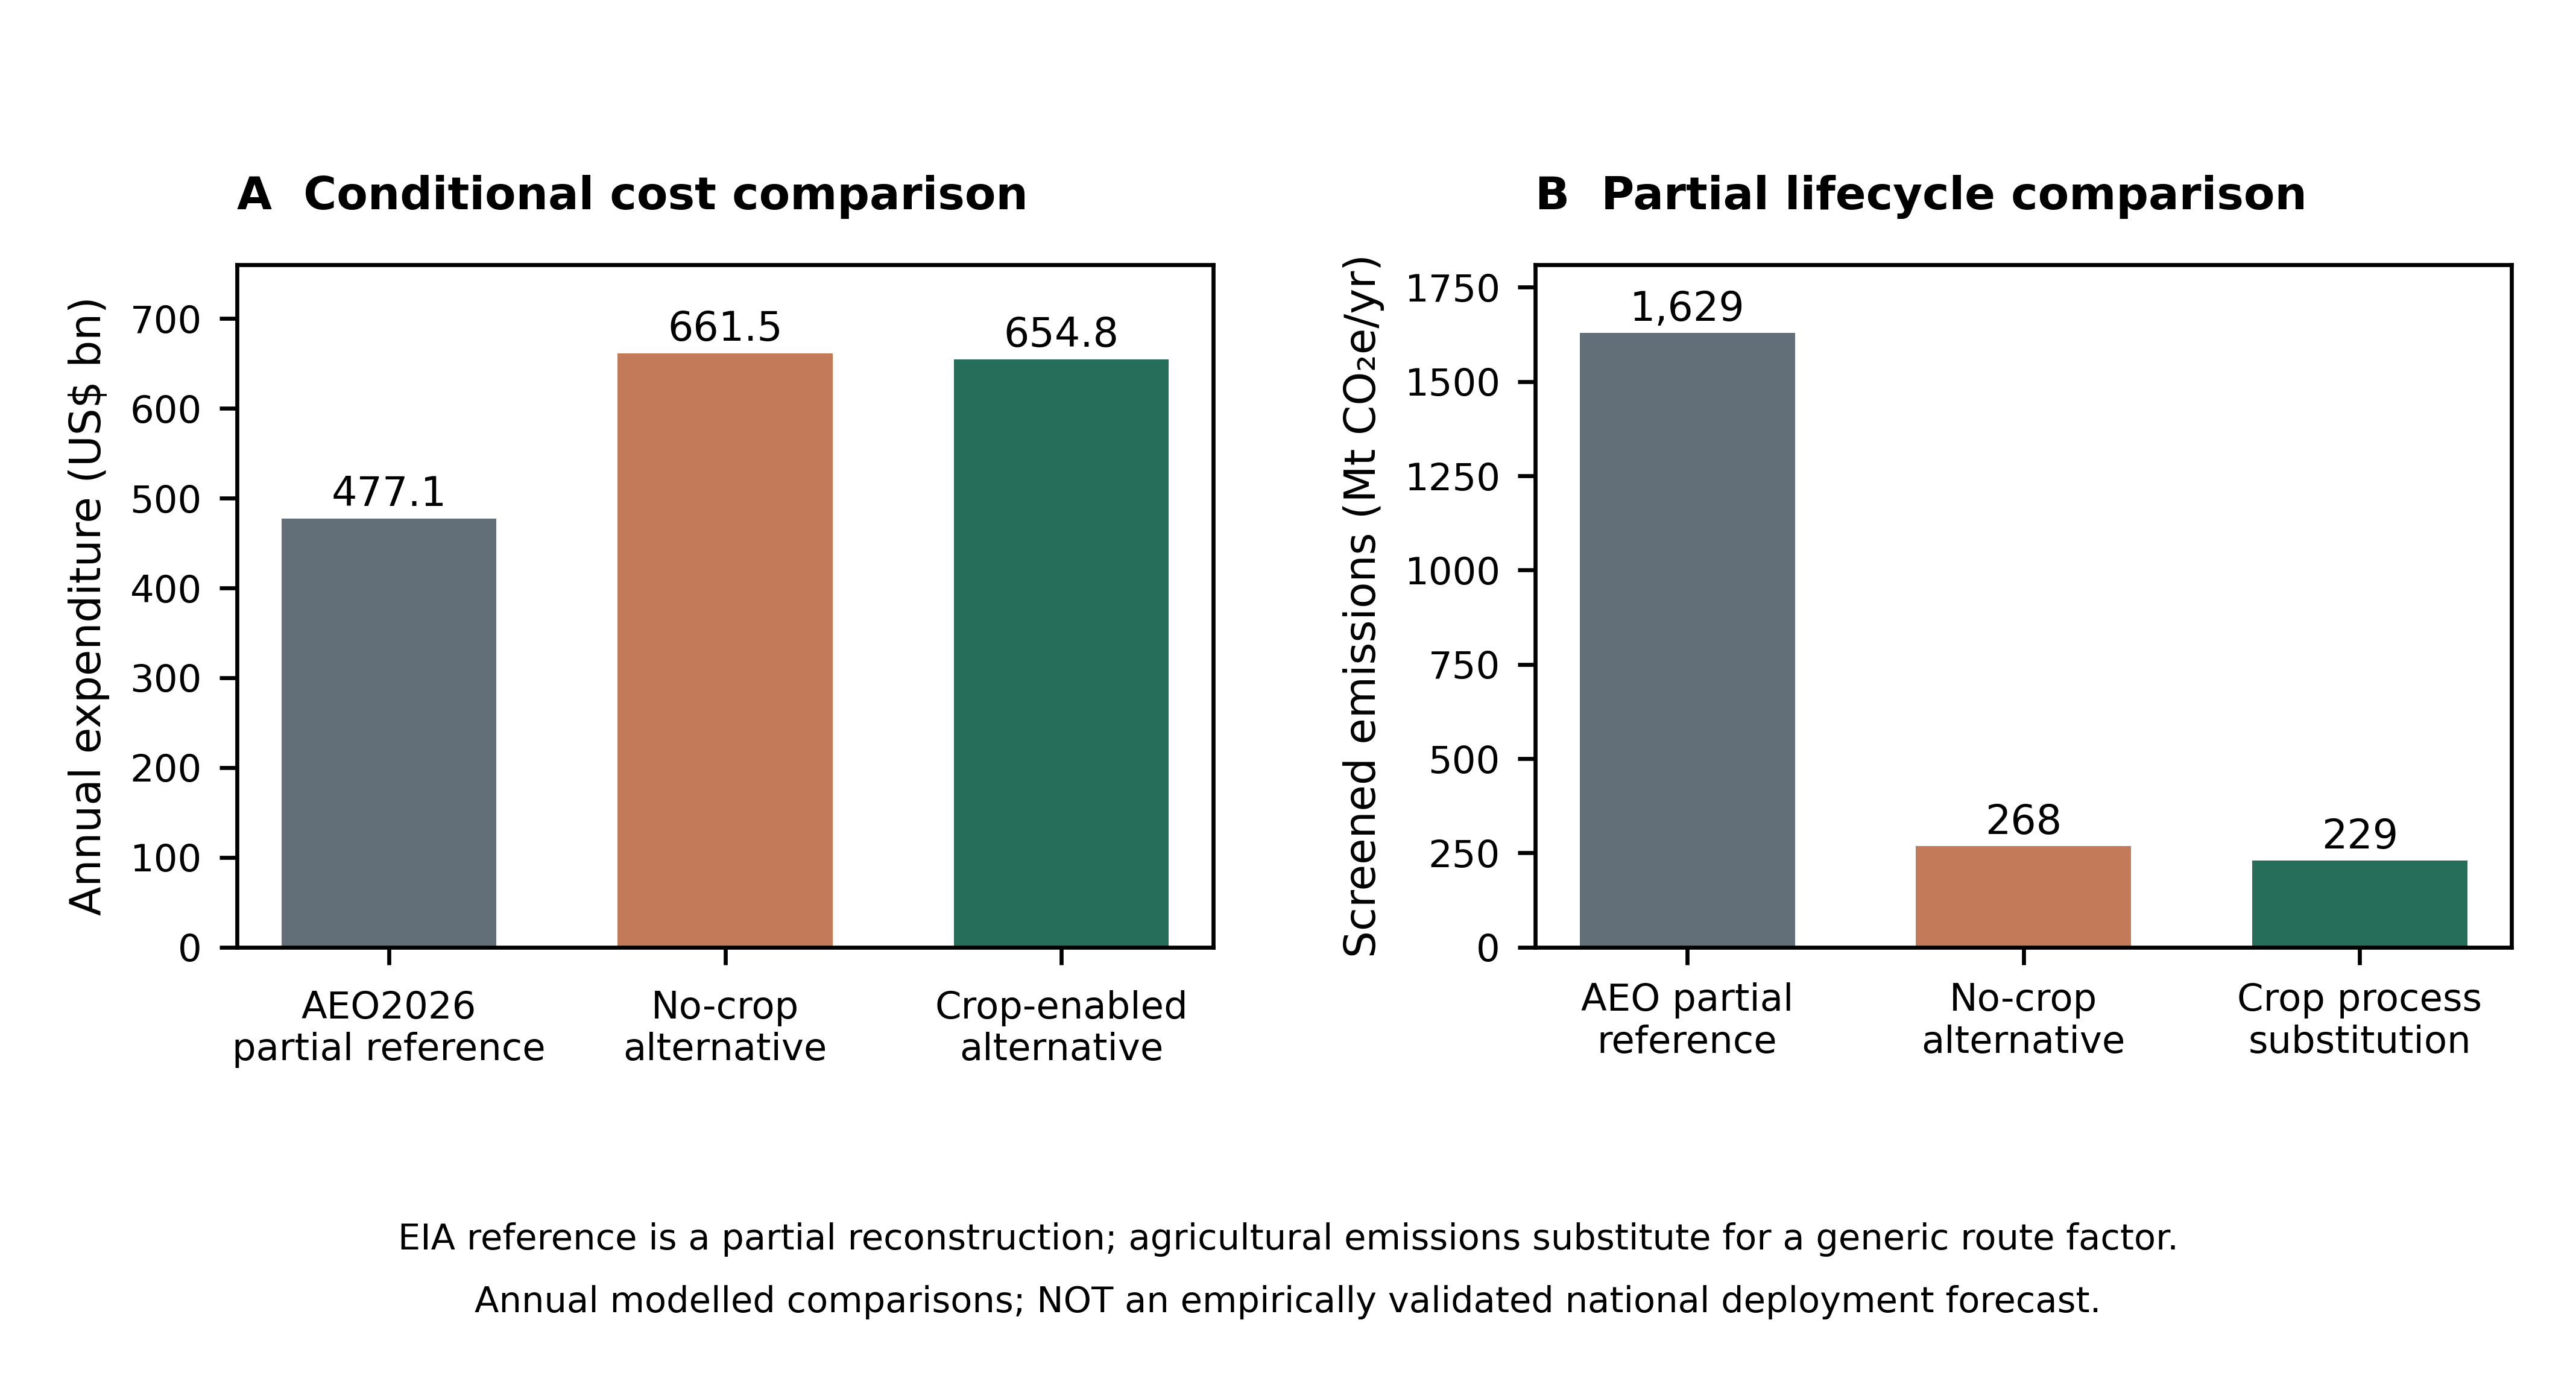 A  Conditional cost comparison
Annual expenditure (US$ bn)
700
600
500
400
300
200
100
0
477.1
661.5
654.8
AEO2026
partial reference
No-crop
alternative
Crop-enabled
alternative
B  Partial lifecycle comparison
Screened emissions (Mt CO₂e/yr)
1750
1500
1250
1000
750
500
250
0
1,629
268
229
AEO partial
reference
No-crop
alternative
Crop process
substitution
EIA reference is a partial reconstruction; agricultural emissions substitute for a generic route factor.
Annual modelled comparisons; NOT an empirically validated national deployment forecast.